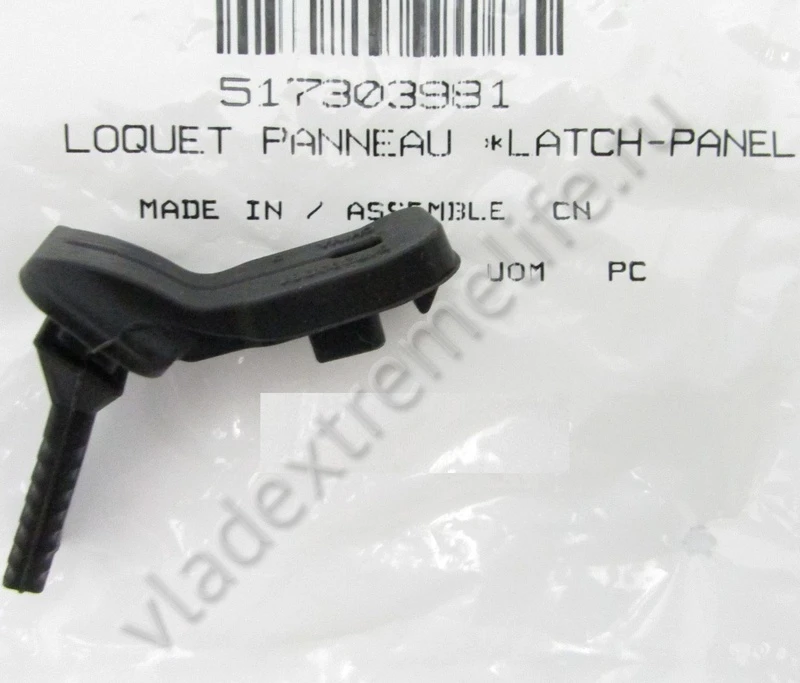 517303981
LOQUET PANNEAU *LATCH-PANEL
MADE IN / ASSEMBLE CN
UOM PC
vladextremelife.ru